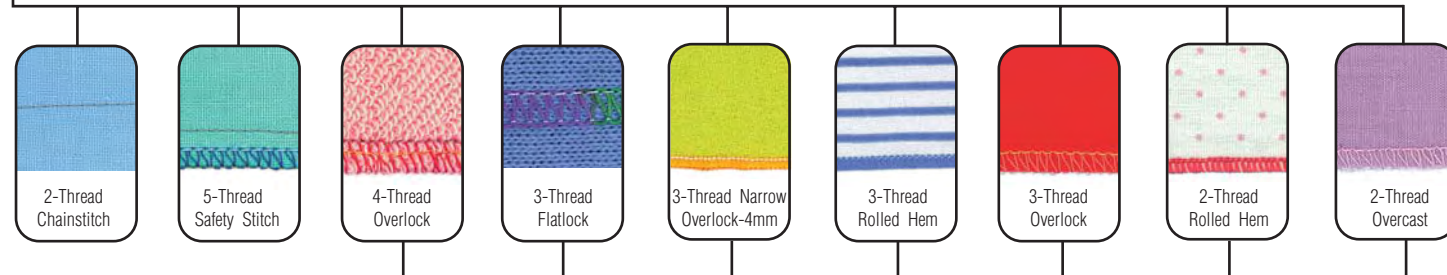 2-Thread
Chainstitch
5-Thread
Safety Stitch
4-Thread
Overlock
3-Thread
Flatlock
3-Thread Narrow
Overlock-4mm
3-Thread
Rolled Hem
3-Thread
Overlock
2-Thread
Rolled Hem
2-Thread
Overcast